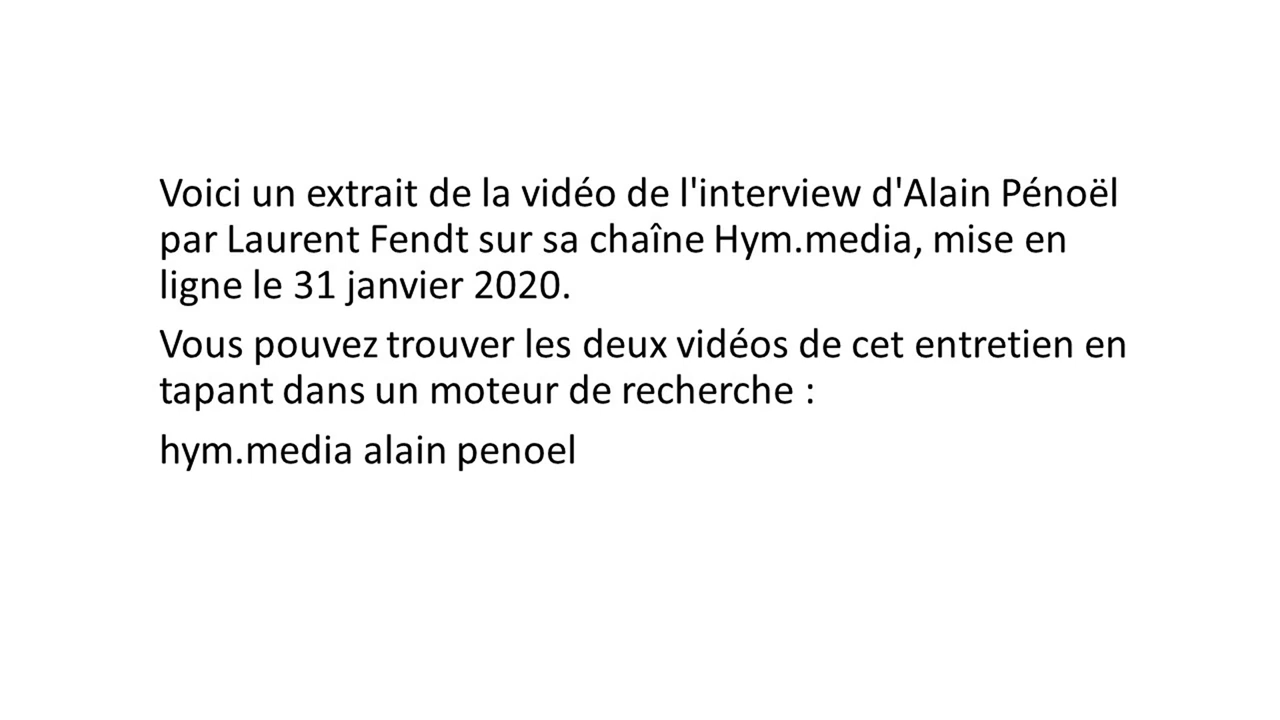 Voici un extrait de la vidéo de l'interview d'Alain Pénoël
par Laurent Fendt sur sa chaîne Hym.media, mise en
ligne le 31 janvier 2020.
Vous pouvez trouver les deux vidéos de cet entretien en
tapant dans un moteur de recherche :
hym.media alain penoel